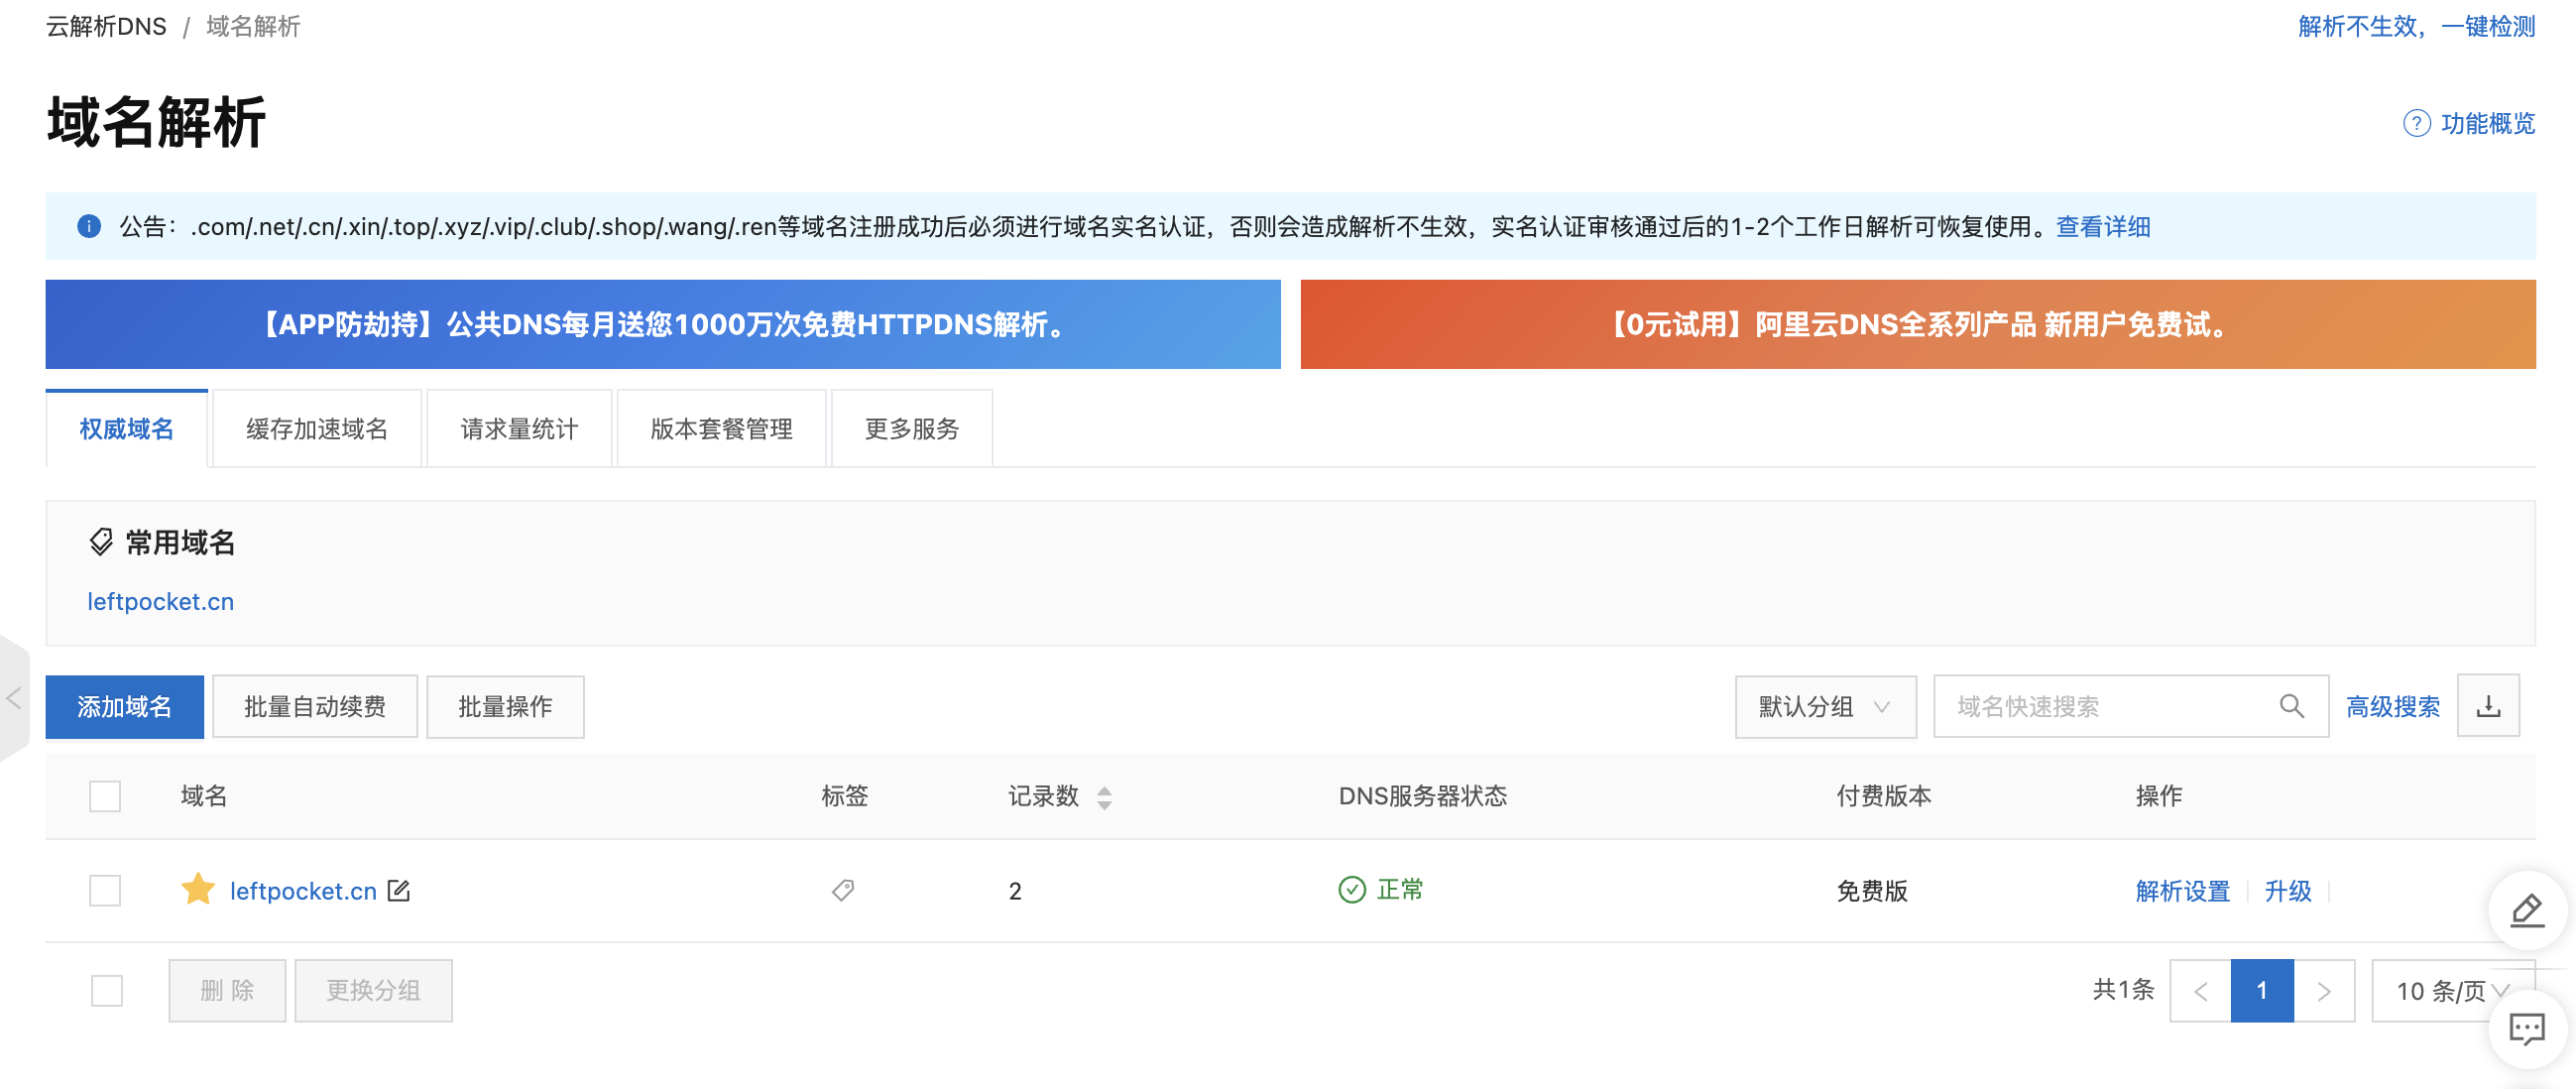 云解析DNS / 域名解析
解析不生效，一键检测
域名解析
功能概览
公告：.com/.net/.cn/.xin/.top/.xyz/.vip/.club/.shop/.wang/.ren等域名注册成功后必须进行域名实名认证，否则会造成解析不生效，实名认证审核通过后的1-2个工作日解析可恢复使用。查看详细
【APP防劫持】公共DNS每月送您1000万次免费HTTPDNS解析。
【0元试用】阿里云DNS全系列产品 新用户免费试。
权威域名 缓存加速域名 请求量统计 版本套餐管理 更多服务
常用域名
leftpocket.cn
添加域名 批量自动续费 批量操作 默认分组 域名快速搜索 高级搜索
域名 标签 记录数 DNS服务器状态 付费版本 操作
leftpocket.cn 2 正常 免费版 解析设置 升级
删 除 更换分组 共1条 1 10 条/页